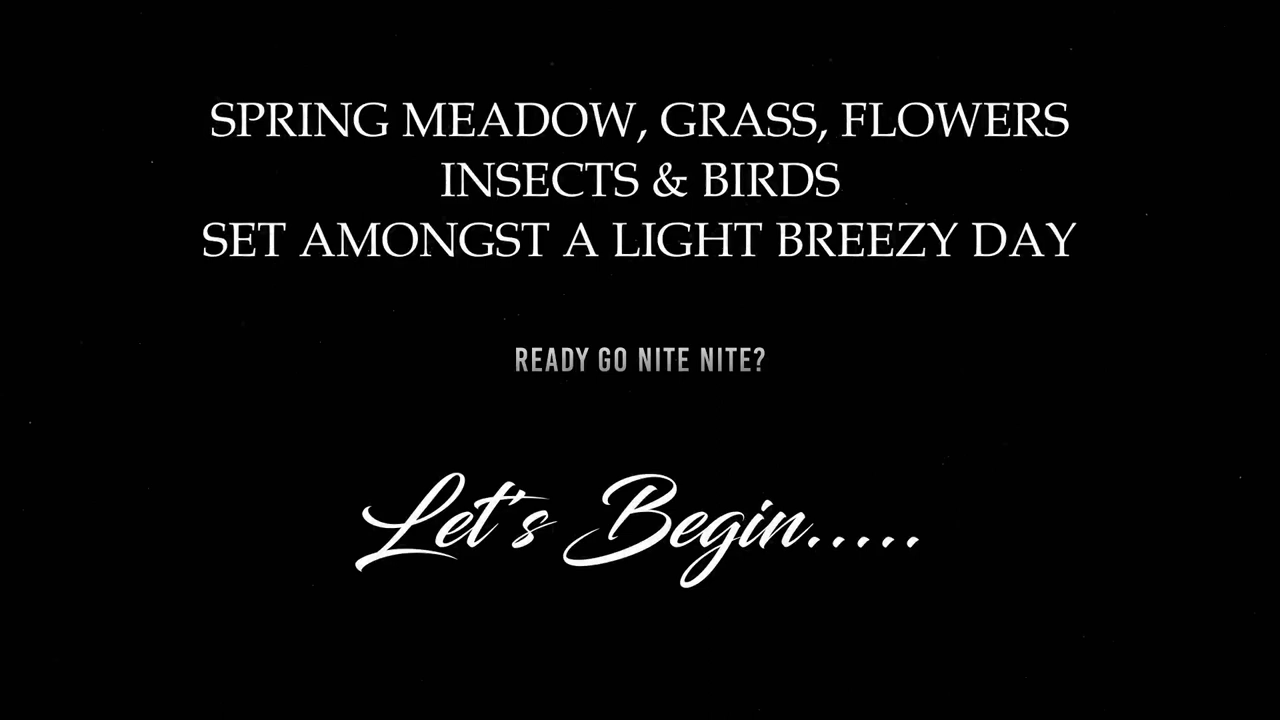 SPRING MEADOW, GRASS, FLOWERS
INSECTS & BIRDS
SET AMONGST A LIGHT BREEZY DAY
READY GO NITE NITE?
Let's Begin.....